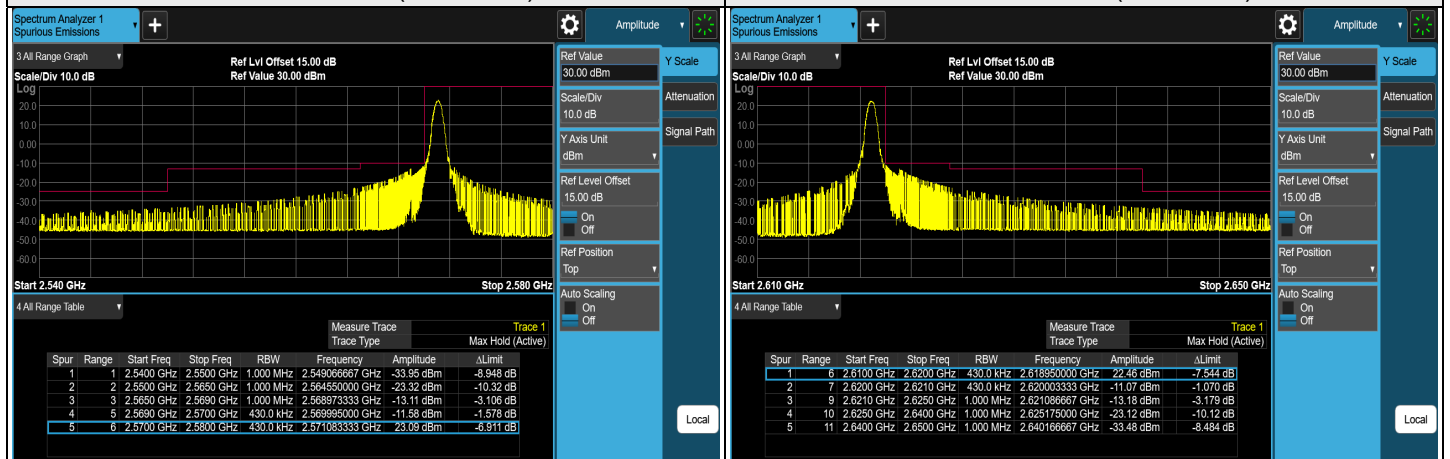 Spectrum Analyzer 1
Spurious Emissions
Amplitude
3 All Range Graph
Ref Lvl Offset 15.00 dB
Scale/Div 10.0 dB
Ref Value 30.00 dBm
Log
20.0
10.0
0.00
-10.0
-20.0
-30.0
-40.0
-50.0
-60.0
Start 2.540 GHz
Stop 2.580 GHz
Ref Value
30.00 dBm
Scale/Div
10.0 dB
Y Axis Unit
dBm
Ref Level Offset
15.00 dB
On
Off
Ref Position
Top
Auto Scaling
On
Off
Y Scale
Attenuation
Signal Path
Local
4 All Range Table
Measure Trace Trace 1
Trace Type Max Hold (Active)
Spur Range Start Freq Stop Freq RBW Frequency Amplitude ΔLimit
1 1 2.5400 GHz 2.5500 GHz 1.000 MHz 2.549066667 GHz -33.95 dBm -8.948 dB
2 2 2.5500 GHz 2.5650 GHz 1.000 MHz 2.564550000 GHz -23.32 dBm -10.32 dB
3 3 2.5650 GHz 2.5690 GHz 1.000 MHz 2.568973333 GHz -13.11 dBm -3.106 dB
4 5 2.5690 GHz 2.5700 GHz 430.0 kHz 2.569995000 GHz -11.58 dBm -1.578 dB
5 6 2.5700 GHz 2.5800 GHz 430.0 kHz 2.571083333 GHz 23.09 dBm -6.911 dB
Spectrum Analyzer 1
Spurious Emissions
Amplitude
3 All Range Graph
Ref Lvl Offset 15.00 dB
Scale/Div 10.0 dB
Ref Value 30.00 dBm
Log
20.0
10.0
0.00
-10.0
-20.0
-30.0
-40.0
-50.0
-60.0
Start 2.610 GHz
Stop 2.650 GHz
Ref Value
30.00 dBm
Scale/Div
10.0 dB
Y Axis Unit
dBm
Ref Level Offset
15.00 dB
On
Off
Ref Position
Top
Auto Scaling
On
Off
Y Scale
Attenuation
Signal Path
Local
4 All Range Table
Measure Trace Trace 1
Trace Type Max Hold (Active)
Spur Range Start Freq Stop Freq RBW Frequency Amplitude ΔLimit
1 6 2.6100 GHz 2.6200 GHz 430.0 kHz 2.618950000 GHz 22.46 dBm -7.544 dB
2 7 2.6200 GHz 2.6210 GHz 430.0 kHz 2.620003333 GHz -11.07 dBm -1.070 dB
3 9 2.6210 GHz 2.6250 GHz 1.000 MHz 2.621086667 GHz -13.18 dBm -3.179 dB
4 10 2.6250 GHz 2.6400 GHz 1.000 MHz 2.625175000 GHz -23.12 dBm -10.12 dB
5 11 2.6400 GHz 2.6500 GHz 1.000 MHz 2.640166667 GHz -33.48 dBm -8.484 dB